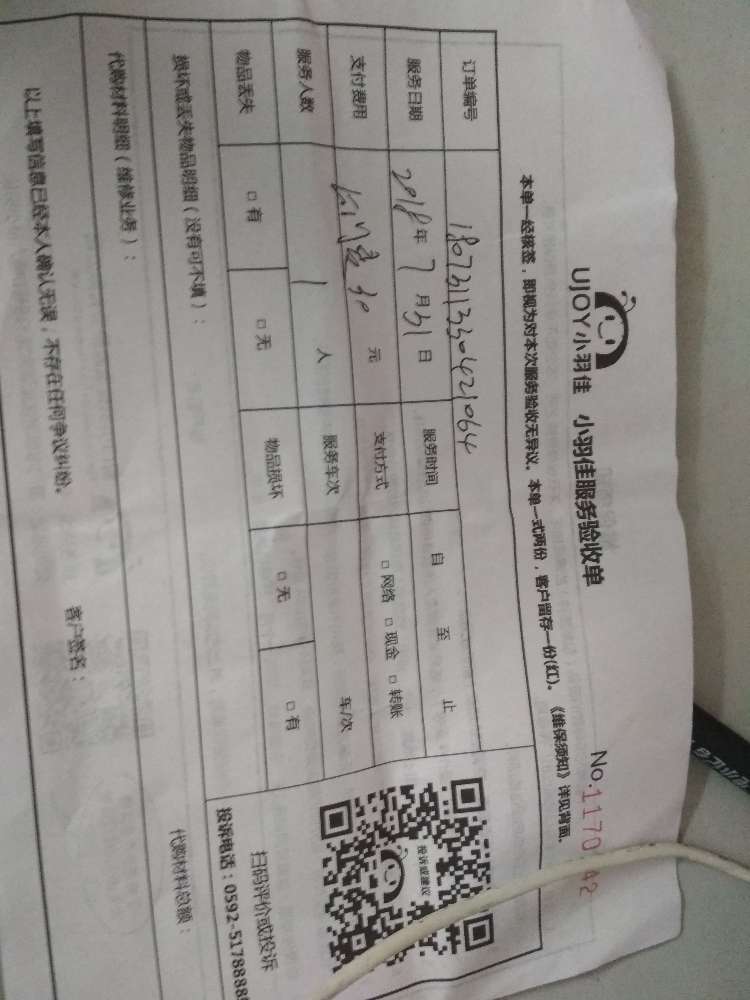 UJOY小羽佳 小羽佳服务验收单
No:1170 42
本单一经核签,即视为对本次服务验收无异议。本单一式两份,客户留存一份(红)。《维保须知》详见背面.
订单编号 1807311350421064
服务日期 2018年7月31日 服务时间 自 至 止
支付费用 元 支付方式 □ 网络 □ 现金 □ 转账
服务人数 1 人 服务车次 车/次
物品丢失 □ 有 □ 无 物品损坏 □ 无 □ 有
投诉或建议
扫码评价或投诉
投诉电话:0592-5178888
损坏或丢失物品明细(没有可不填):
代购材料明细(维修业务): 代购材料总额:
以上填写信息已经本人确认无误,不存在任何争议纠纷。
客户签名: